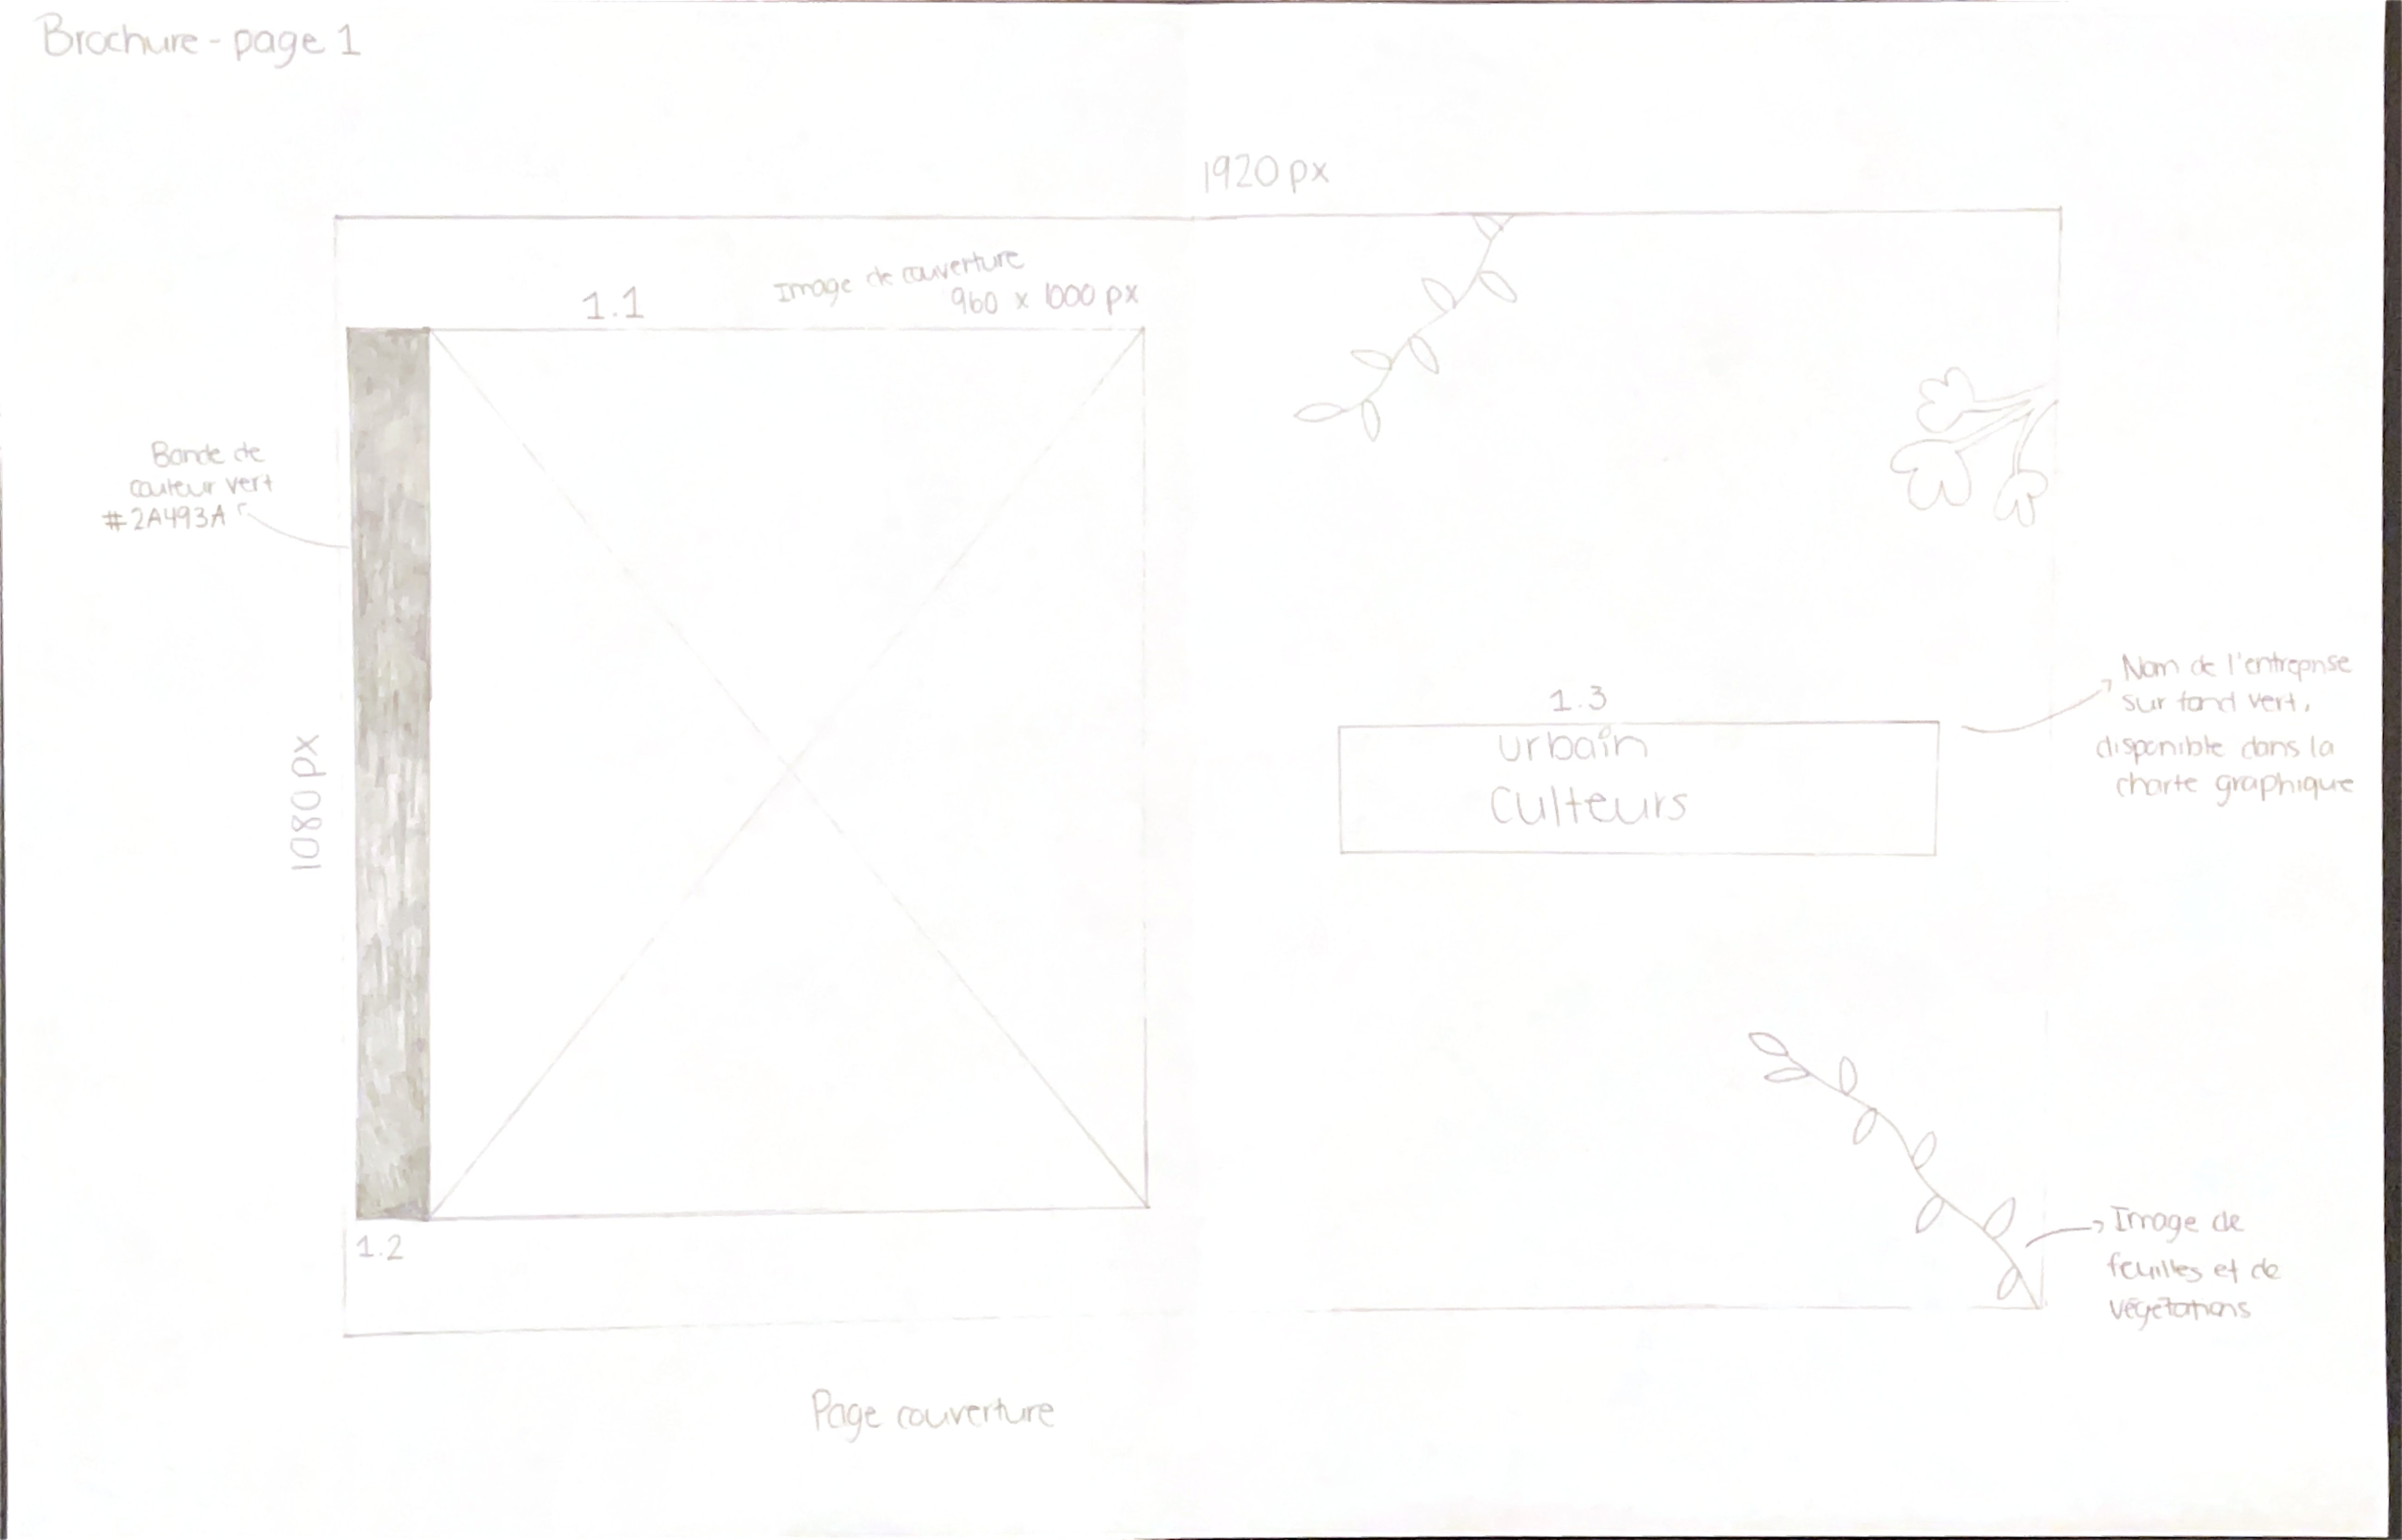 Brochure - page 1
1920 px
1.1
Image de couverture
960 x 1000 px
Bande de
couleur vert
#2A493A
1080 px
1.3
urbain
culteurs
Nom de l'entreprise
sur fond vert,
disponible dans la
charte graphique
1.2
Image de
feuilles et de
végétations
Page couverture